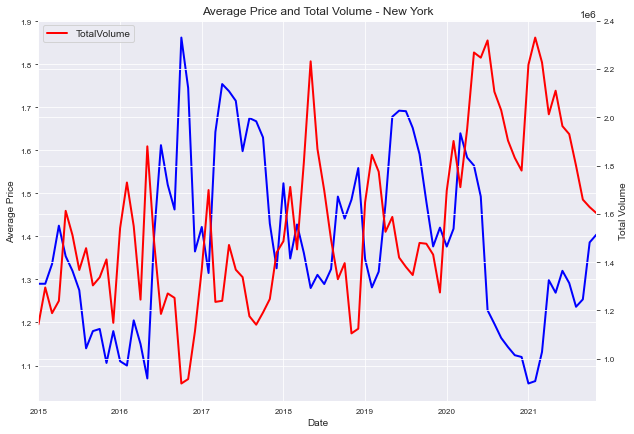 Average Price and Total Volume - New York
1e6
TotalVolume
1.9
1.8
1.7
1.6
1.5
1.4
1.3
1.2
1.1
Average Price
2.4
2.2
2.0
1.8
1.6
1.4
1.2
1.0
Total Volume
2015 2016 2017 2018 2019 2020 2021
Date